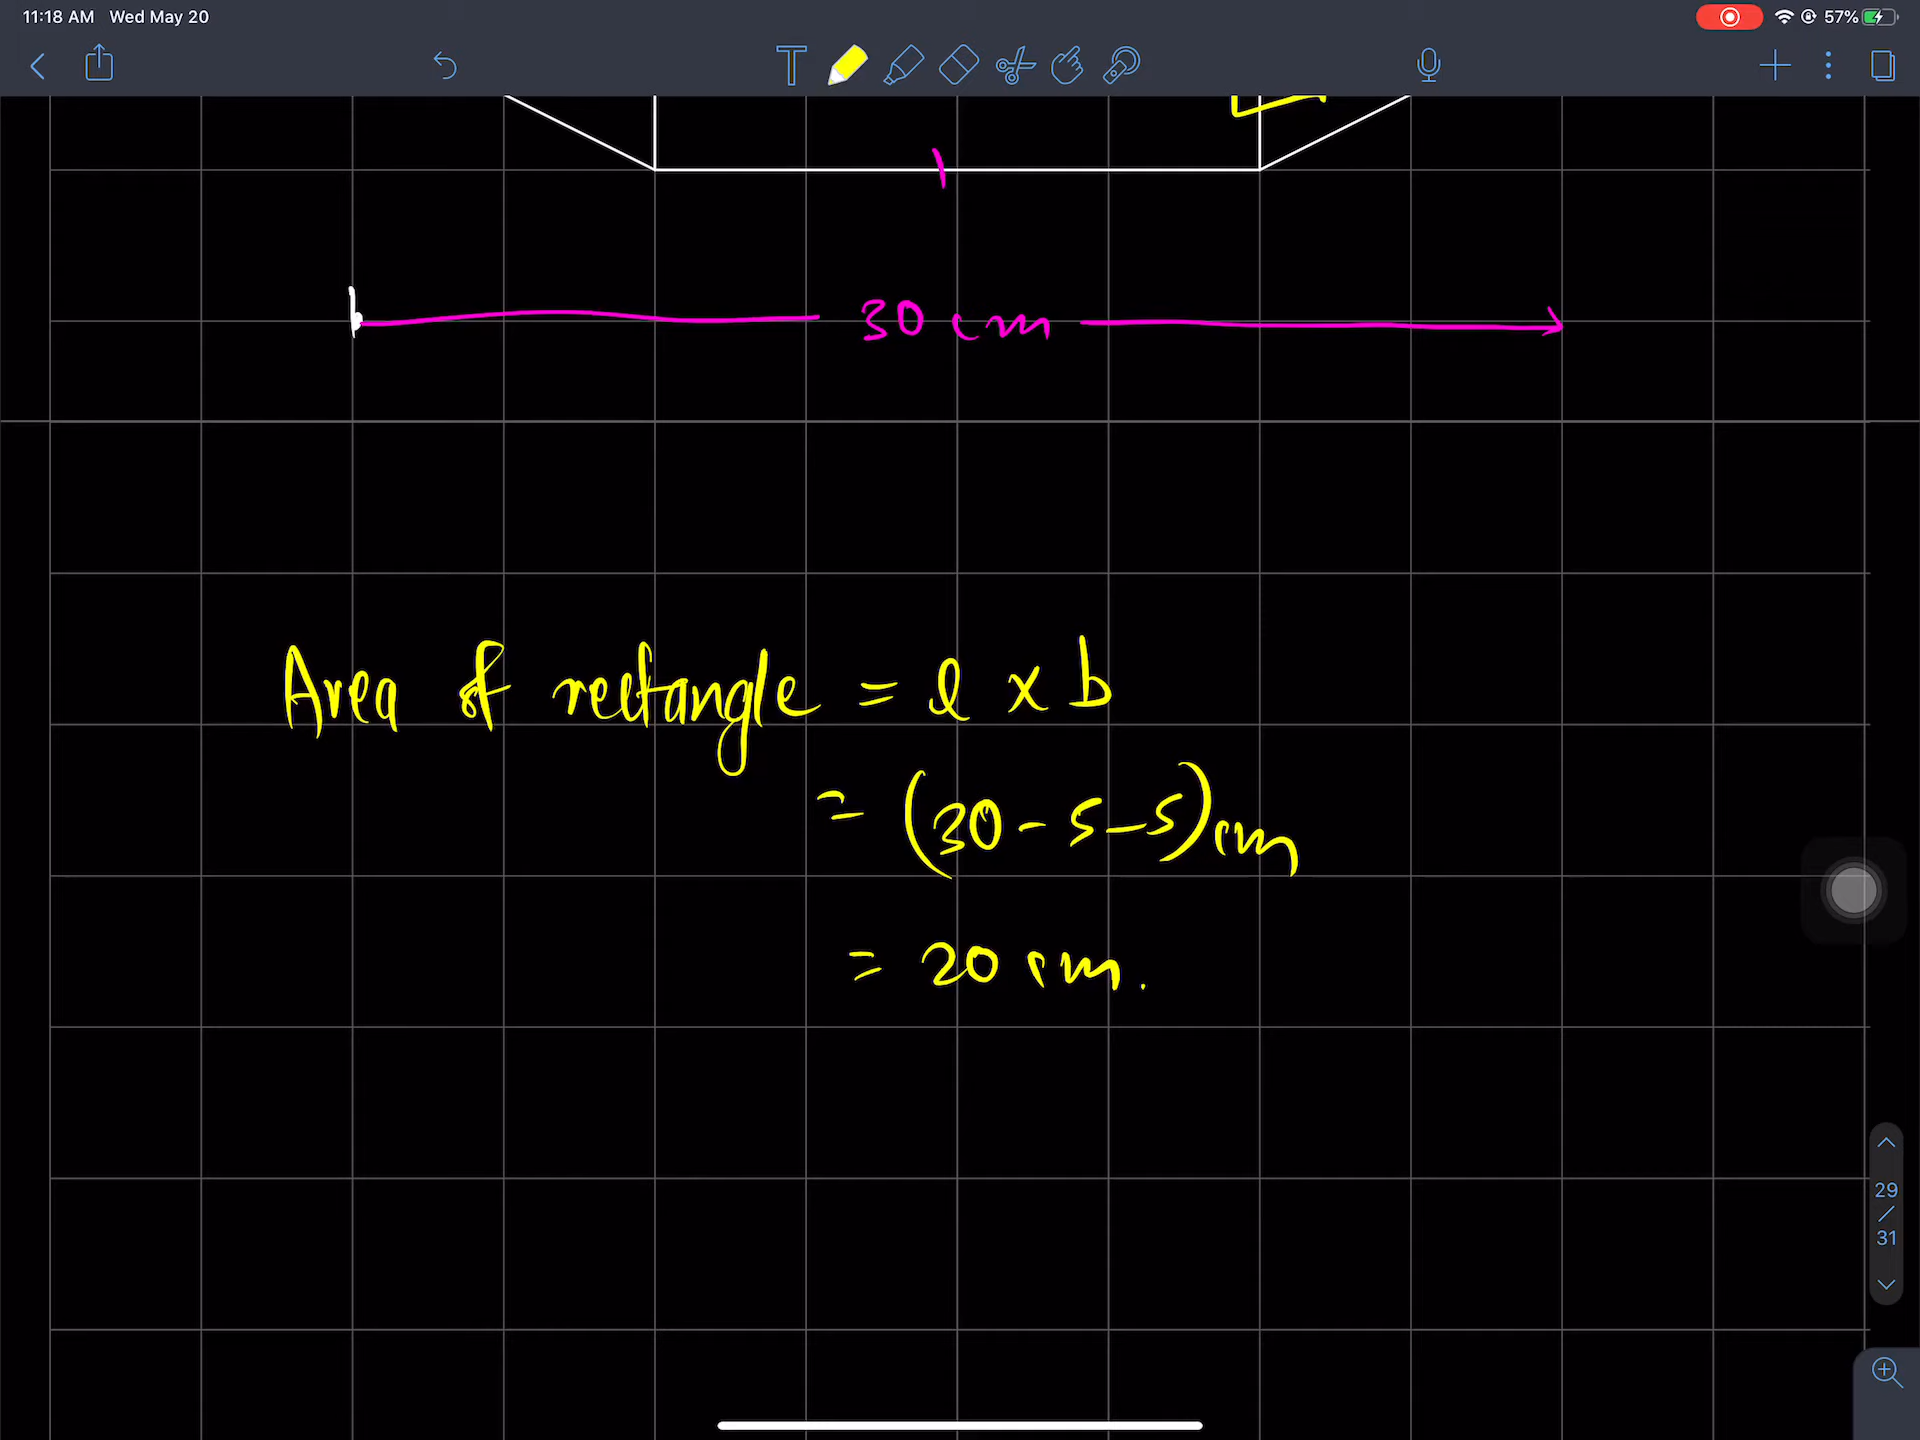 11:18 AM Wed May 20
57%
30 cm
Area of rectangle = l x b
= (30 - 5 - 5) cm
= 20 cm.
29
/
31